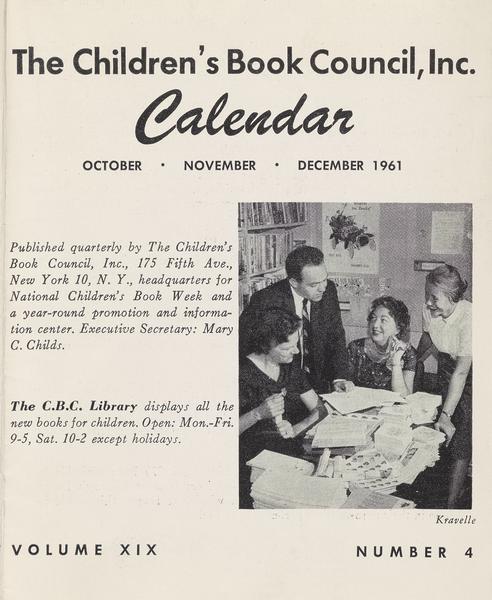 The Children's Book Council, Inc.
Calendar
OCTOBER • NOVEMBER • DECEMBER 1961
Published quarterly by The Children's
Book Council, Inc., 175 Fifth Ave.,
New York 10, N. Y., headquarters for
National Children's Book Week and
a year-round promotion and informa-
tion center. Executive Secretary: Mary
C. Childs.
The C.B.C. Library displays all the
new books for children. Open: Mon.-Fri.
9-5, Sat. 10-2 except holidays.
Kravelle
VOLUME XIX
NUMBER 4